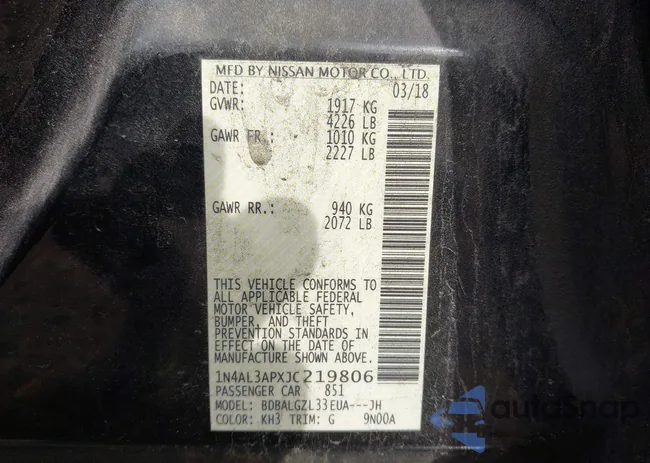 MFD BY NISSAN MOTOR CO., LTD.
DATE: 03/18
GVWR: 1917 KG
4226 LB
GAWR FR.: 1010 KG
2227 LB
GAWR RR.: 940 KG
2072 LB
THIS VEHICLE CONFORMS TO
ALL APPLICABLE FEDERAL
MOTOR VEHICLE SAFETY,
BUMPER, AND THEFT
PREVENTION STANDARDS IN
EFFECT ON THE DATE OF
MANUFACTURE SHOWN ABOVE.
1N4AL3APXJC219806
PASSENGER CAR 851
MODEL: BDBALGZL33EUA---JH
COLOR: KH3 TRIM: G 9N00A
autoSnap